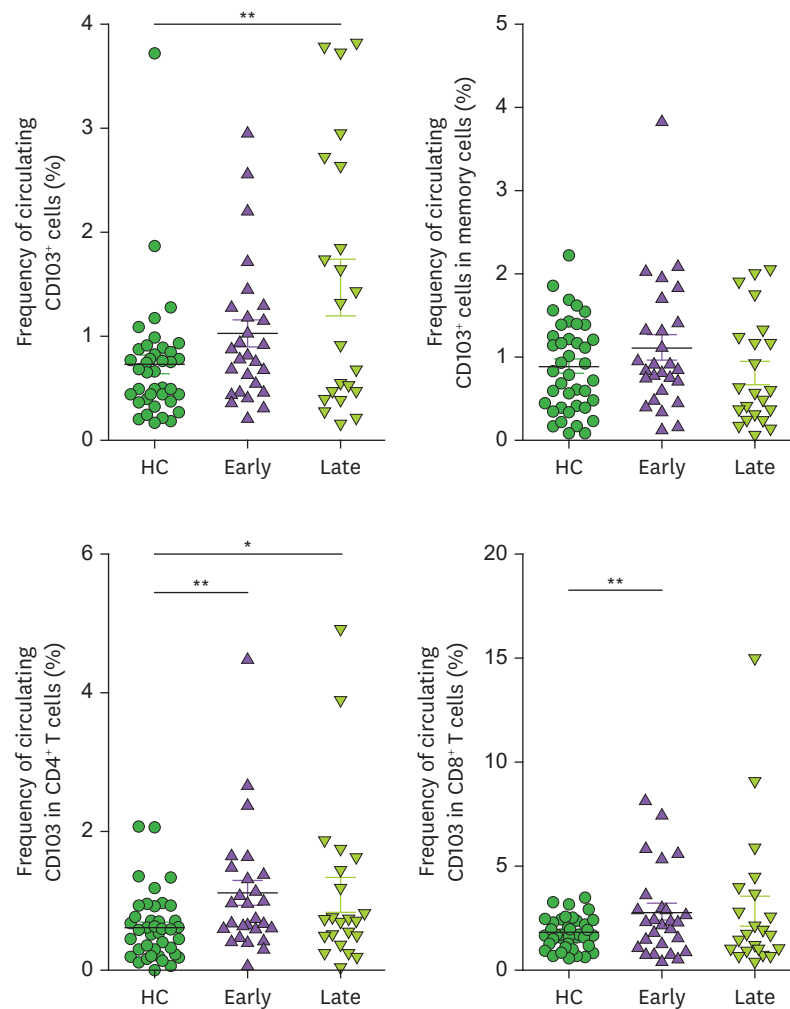 Frequency of circulating
CD103⁺ cells (%)
4
3
2
1
0
**
HC
Early
Late
Frequency of circulating
CD103⁺ cells in memory cells (%)
5
4
3
2
1
0
HC
Early
Late
Frequency of circulating
CD103 in CD4⁺ T cells (%)
6
4
2
0
*
**
HC
Early
Late
Frequency of circulating
CD103 in CD8⁺ T cells (%)
20
15
10
5
0
**
HC
Early
Late